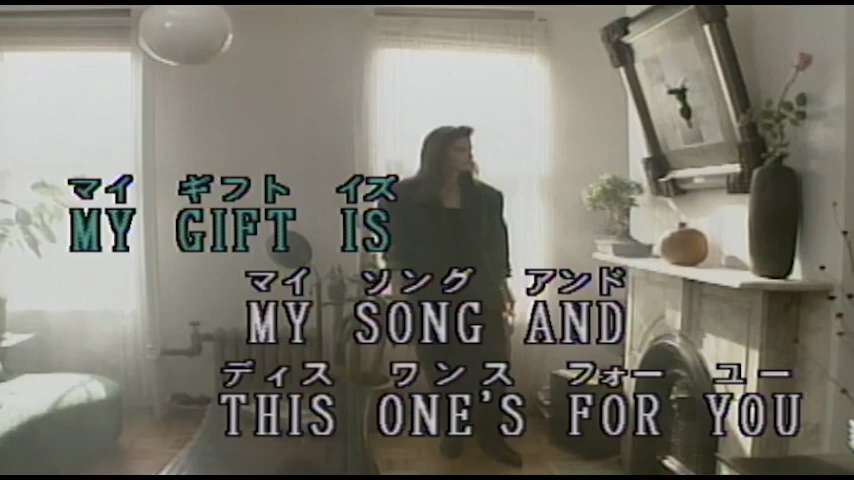 マイ ギフト イズ
MY GIFT IS
マイ ソング アンド
MY SONG AND
ディス ワンス フォー ユー
THIS ONE'S FOR YOU